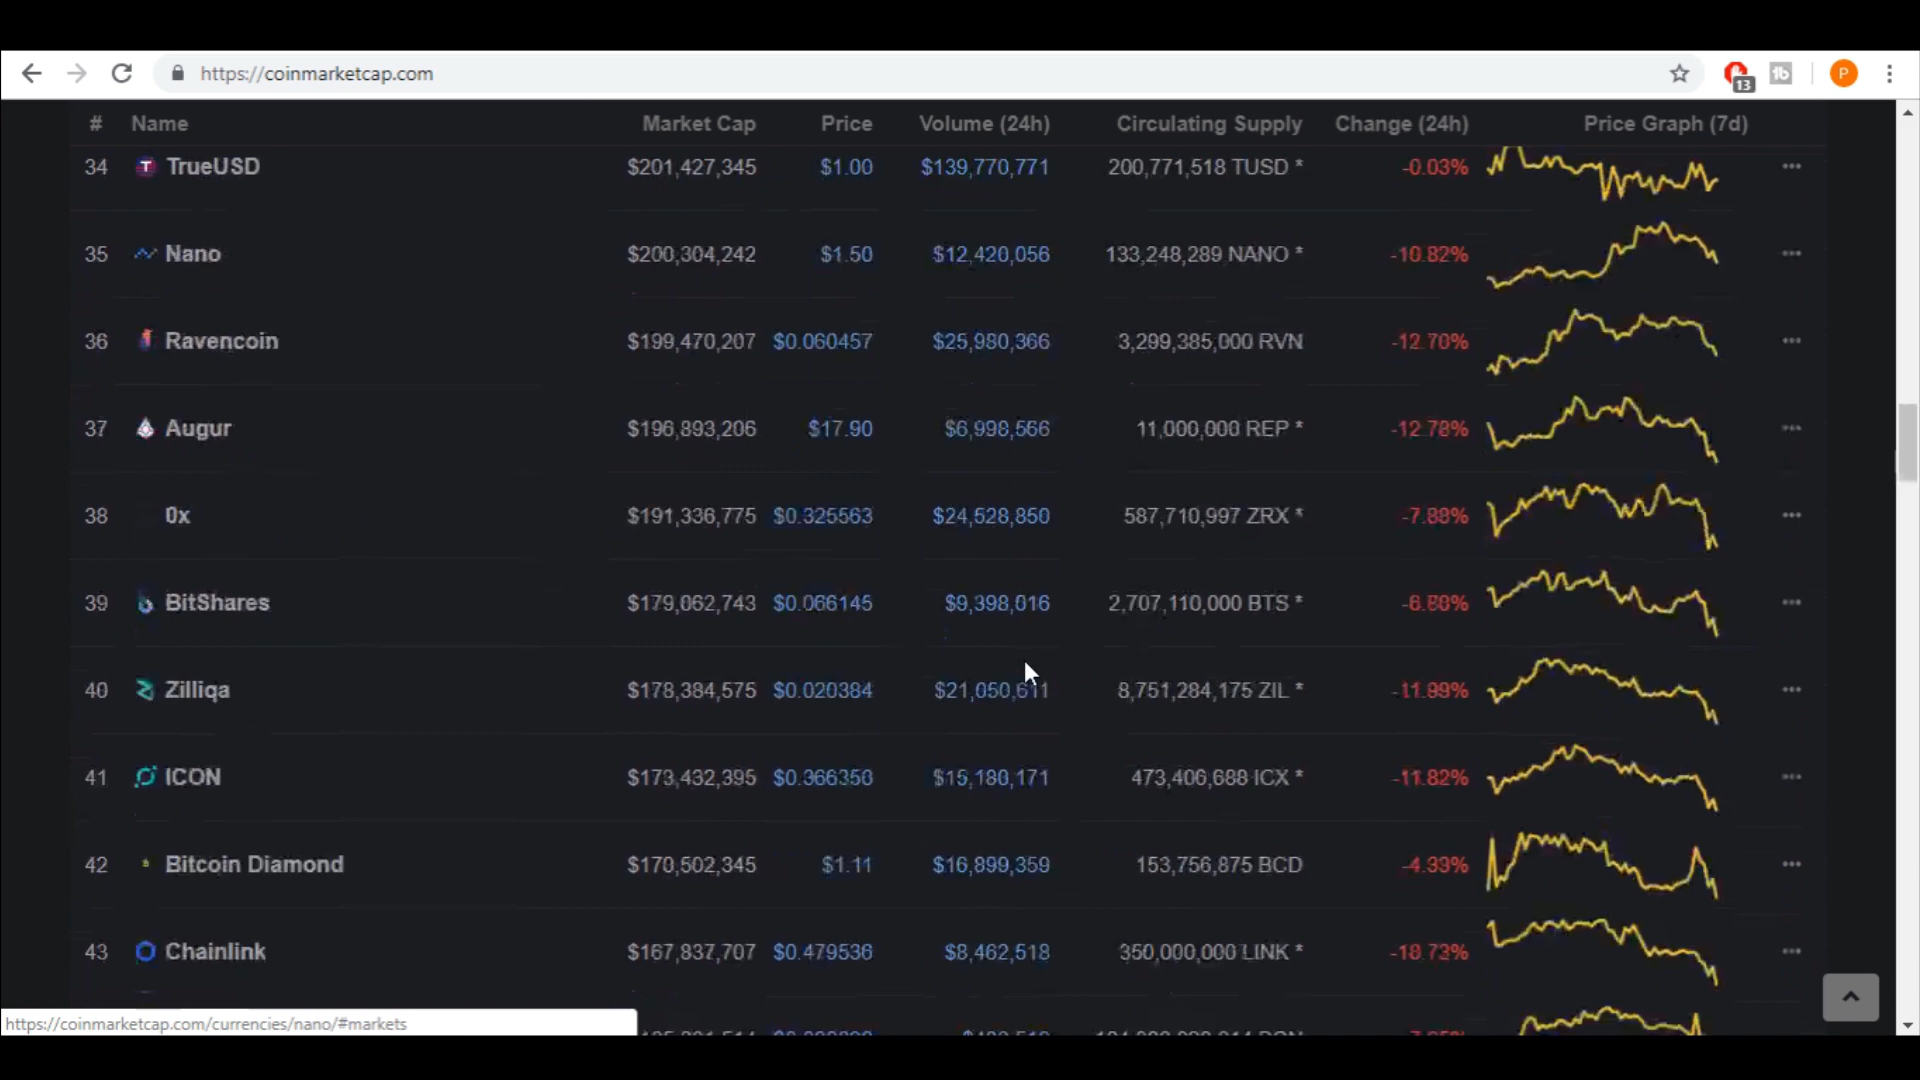 https://coinmarketcap.com
13
P
# Name Market Cap Price Volume (24h) Circulating Supply Change (24h) Price Graph (7d)
34 TrueUSD $201,427,345 $1.00 $139,770,771 200,771,518 TUSD * -0.03%
35 Nano $200,304,242 $1.50 $12,420,056 133,248,289 NANO * -10.82%
36 Ravencoin $199,470,207 $0.060457 $25,980,366 3,299,385,000 RVN -12.70%
37 Augur $196,893,206 $17.90 $6,998,566 11,000,000 REP * -12.78%
38 0x $191,336,775 $0.325563 $24,528,850 587,710,997 ZRX * -7.88%
39 BitShares $179,062,743 $0.066145 $9,398,016 2,707,110,000 BTS * -6.80%
40 Zilliqa $178,384,575 $0.020384 $21,050,611 8,751,284,175 ZIL * -11.99%
41 ICON $173,432,395 $0.366350 $15,180,171 473,406,688 ICX * -11.82%
42 Bitcoin Diamond $170,502,345 $1.11 $16,899,359 153,756,875 BCD -4.33%
43 Chainlink $167,837,707 $0.479536 $8,462,518 350,000,000 LINK * -18.73%
https://coinmarketcap.com/currencies/nano/#markets